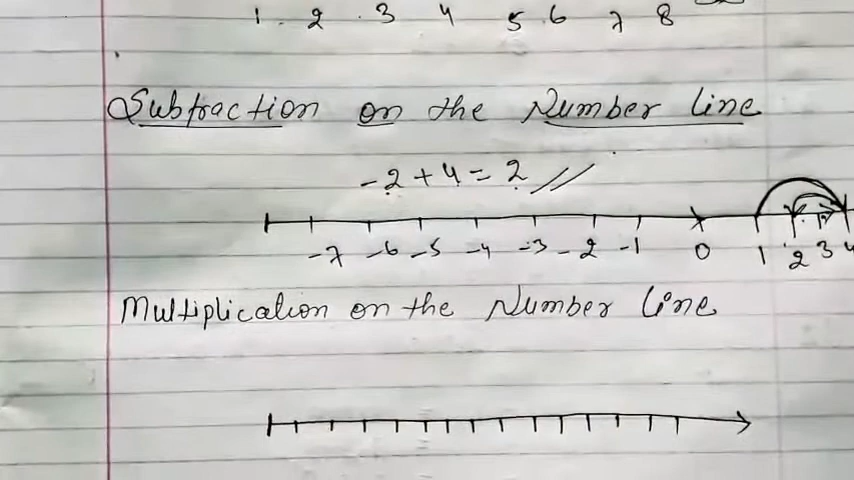 1 2 3 4 5 6 7 8
Subtraction on the Number line
-2 + 4 = 2
-7 -6 -5 -4 -3 -2 -1 0 1 2 3 4
Multiplication on the Number line